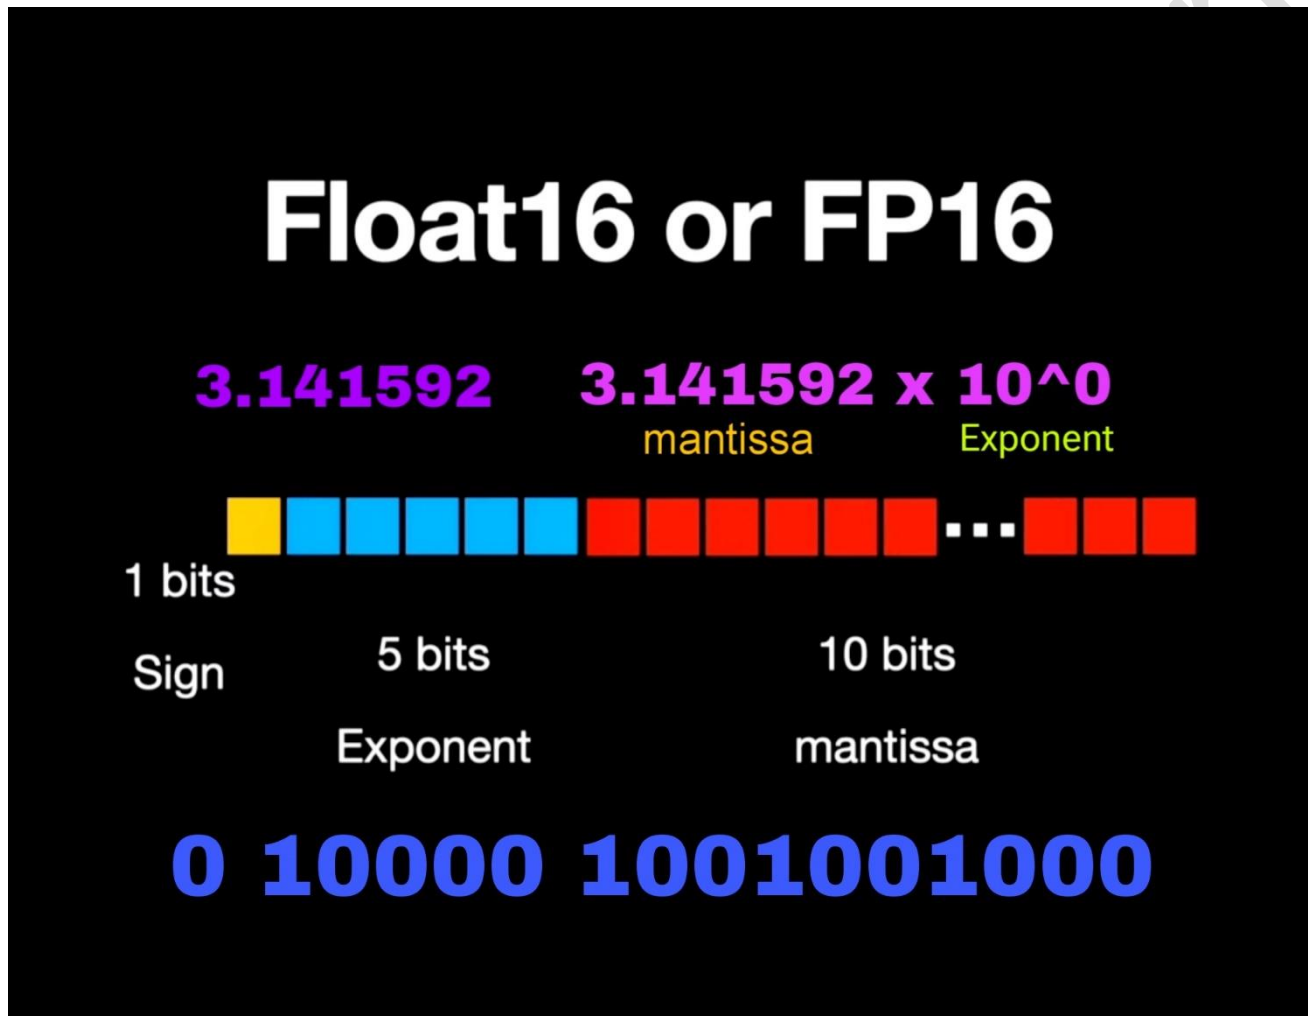 Float16 or FP16
3.141592 3.141592 x 10^0
mantissa Exponent
...
1 bits
Sign 5 bits 10 bits
Exponent mantissa
0 10000 1001001000